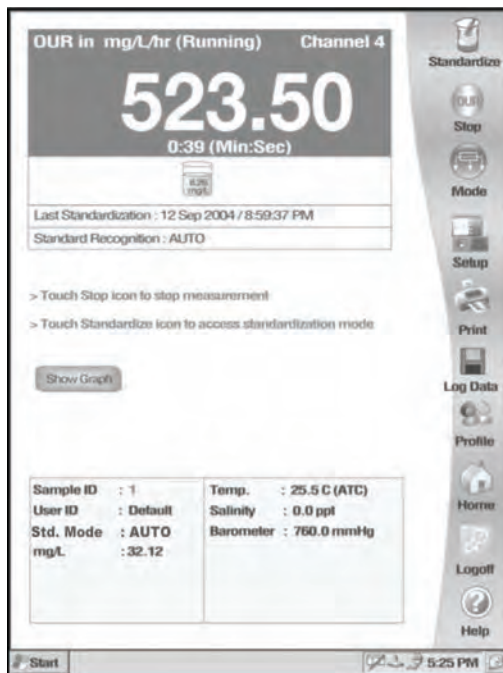 OUR in mg/L/hr (Running) Channel 4
523.50
0:39 (Min:Sec)
mg/L
Last Standardization : 12 Sep 2004 / 8:59:37 PM
Standard Recognition : AUTO
> Touch Stop icon to stop measurement
> Touch Standardize icon to access standardization mode
Show Graph
Sample ID : 1
User ID : Default
Std. Mode : AUTO
mg/L : 32.12
Temp. : 25.5 C (ATC)
Salinity : 0.0 ppt
Barometer : 760.0 mmHg
Standardize
OUR
Stop
Mode
Setup
Print
Log Data
Profile
Home
Logoff
Help
Start
5:25 PM